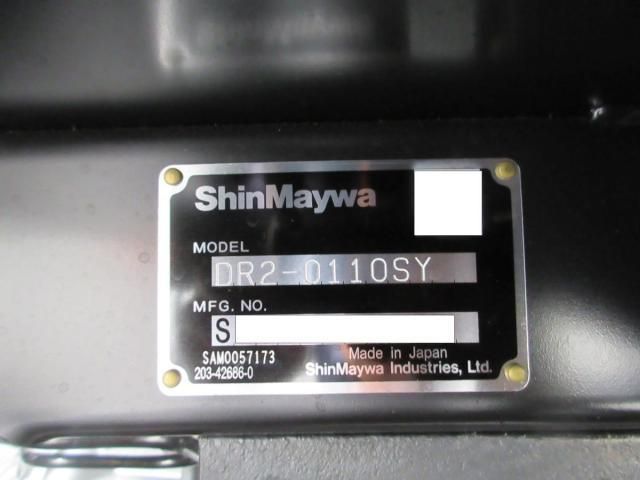 ShinMaywa
MODEL
DR2-0110SY
MFG. NO.
S
SAM0057173
203-42686-0
Made in Japan
ShinMaywa Industries, Ltd.